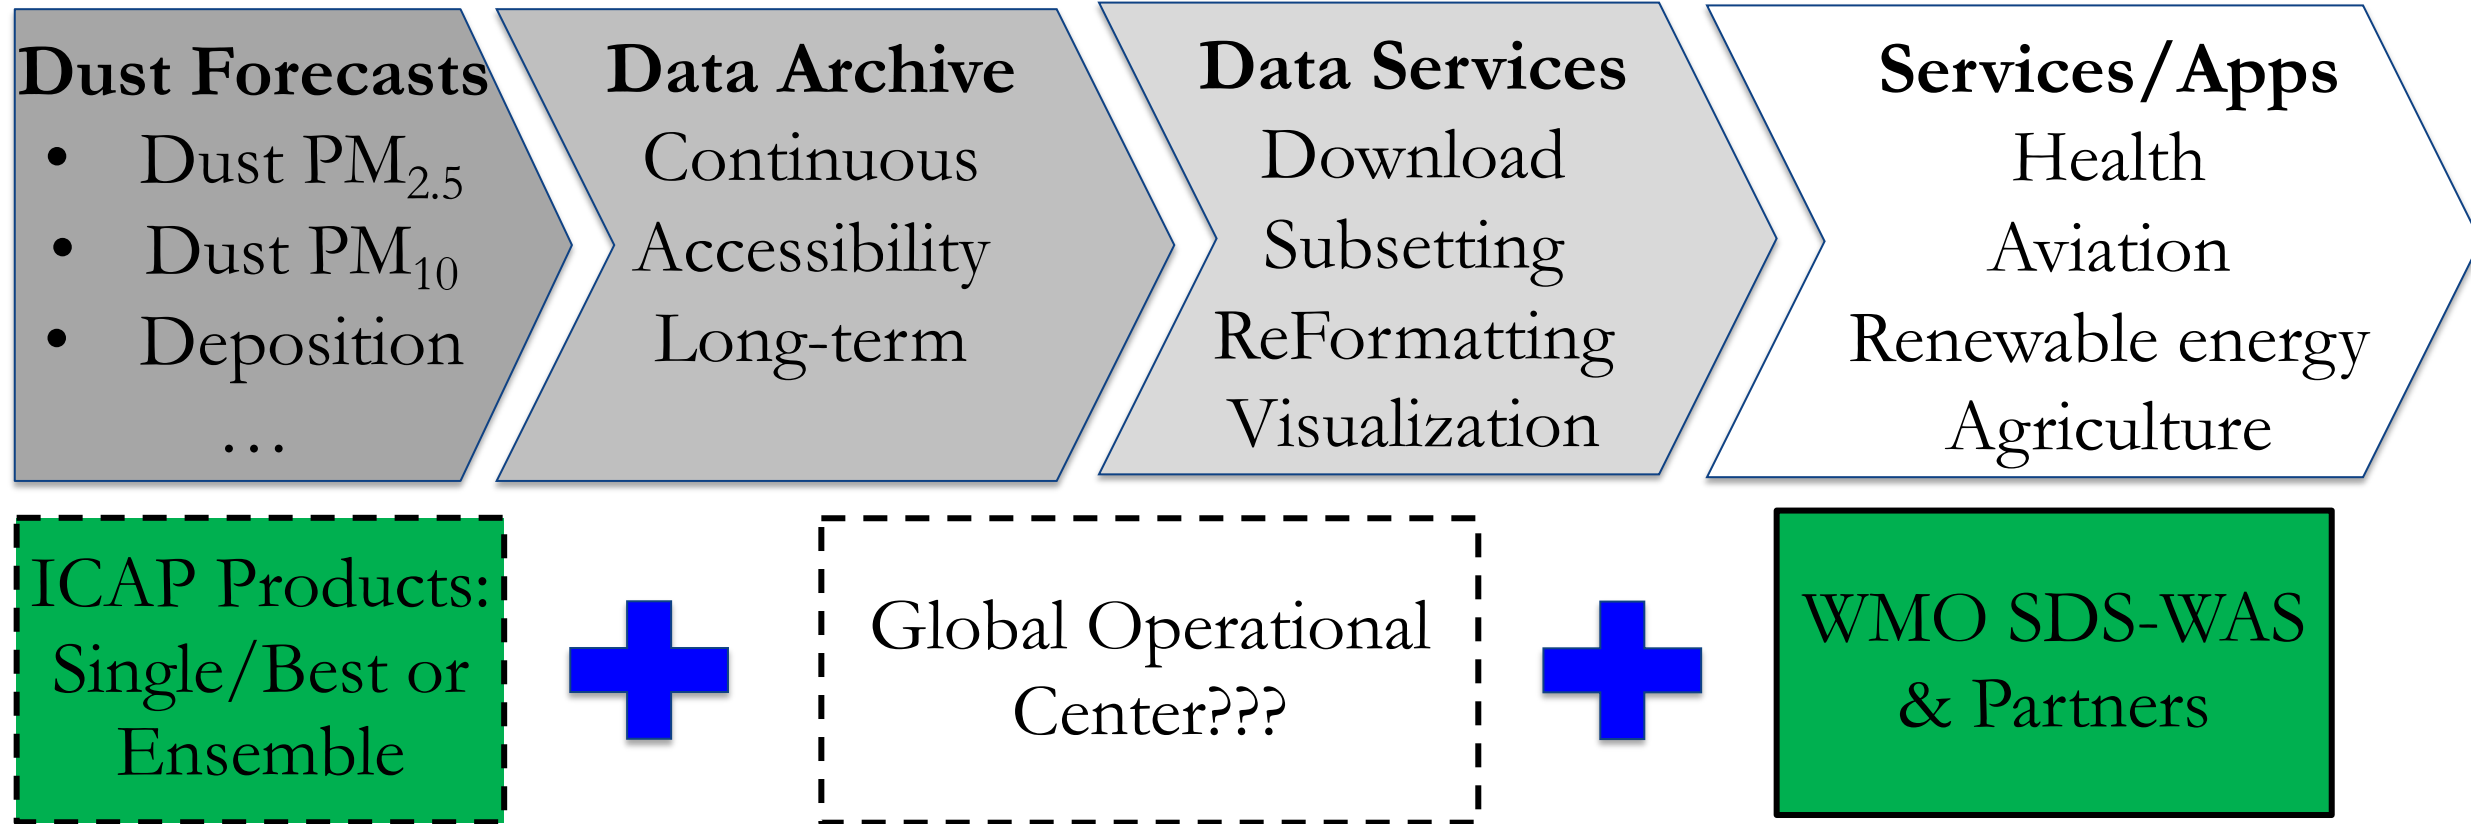 Dust Forecasts
• Dust PM₂.₅
• Dust PM₁₀
• Deposition
…
Data Archive
Continuous
Accessibility
Long-term
Data Services
Download
Subsetting
ReFormatting
Visualization
Services/Apps
Health
Aviation
Renewable energy
Agriculture
ICAP Products:
Single/Best or
Ensemble
Global Operational
Center???
WMO SDS-WAS
& Partners